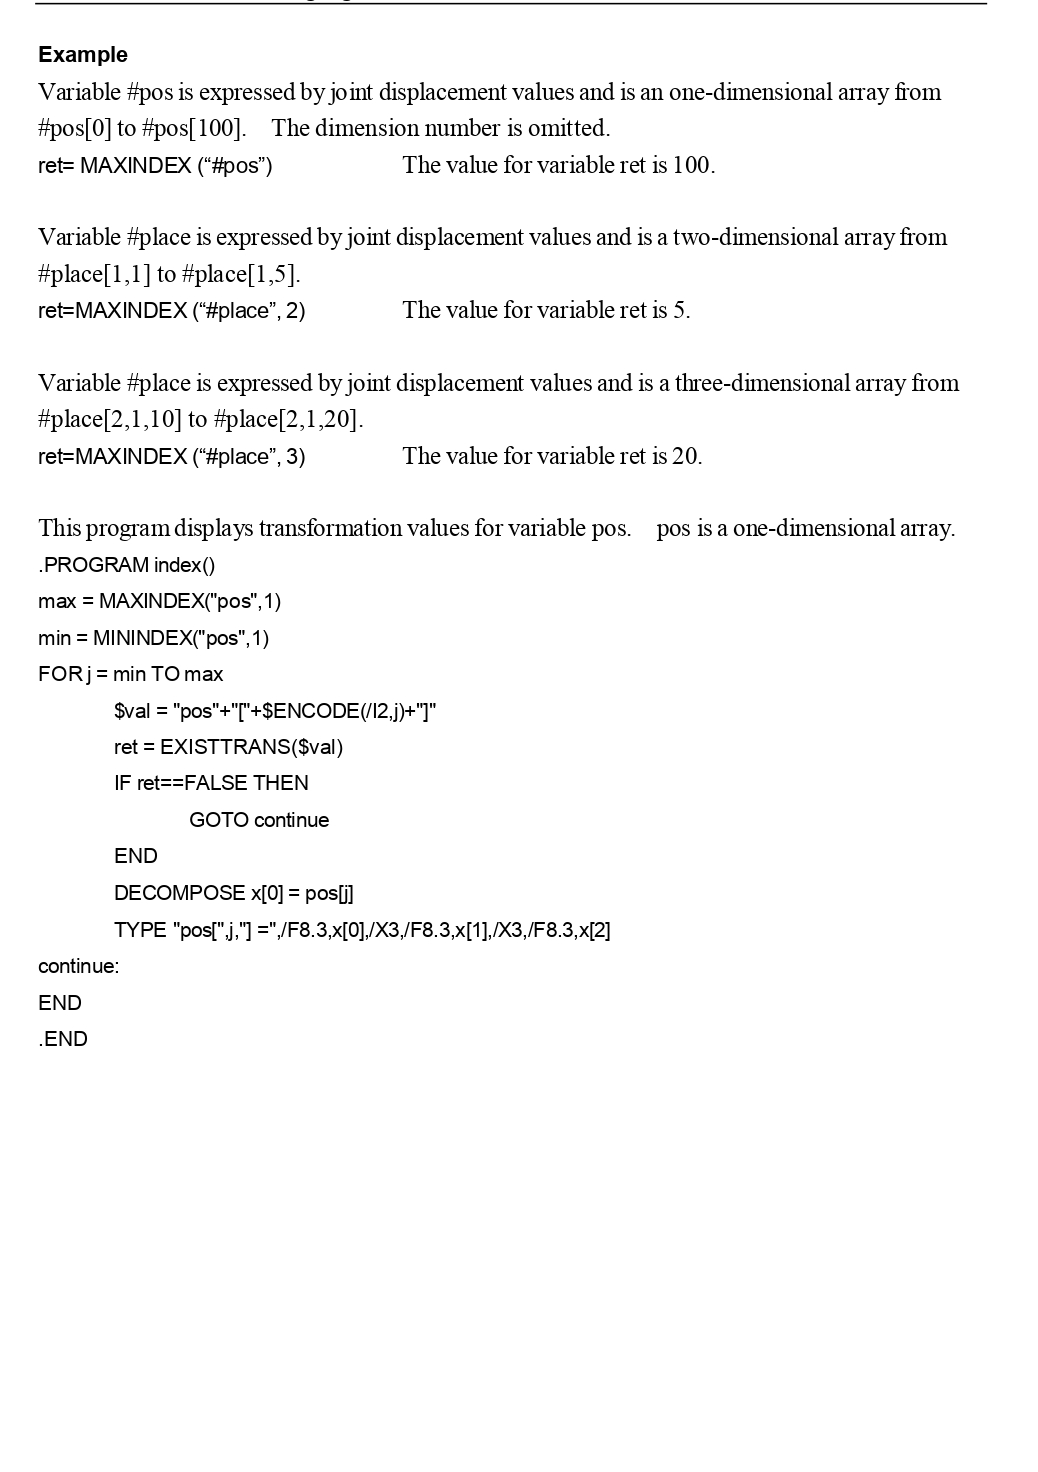 Example
Variable #pos is expressed by joint displacement values and is an one-dimensional array from
#pos[0] to #pos[100].    The dimension number is omitted.
ret= MAXINDEX (“#pos”)    The value for variable ret is 100.
Variable #place is expressed by joint displacement values and is a two-dimensional array from
#place[1,1] to #place[1,5].
ret=MAXINDEX (“#place”, 2)    The value for variable ret is 5.
Variable #place is expressed by joint displacement values and is a three-dimensional array from
#place[2,1,10] to #place[2,1,20].
ret=MAXINDEX (“#place”, 3)    The value for variable ret is 20.
This program displays transformation values for variable pos.    pos is a one-dimensional array.
.PROGRAM index()
max = MAXINDEX("pos",1)
min = MININDEX("pos",1)
FOR j = min TO max
$val = "pos"+"["+$ENCODE(/I2,j)+"]"
ret = EXISTTRANS($val)
IF ret==FALSE THEN
GOTO continue
END
DECOMPOSE x[0] = pos[j]
TYPE "pos[",j,"] =",/F8.3,x[0],/X3,/F8.3,x[1],/X3,/F8.3,x[2]
continue:
END
.END